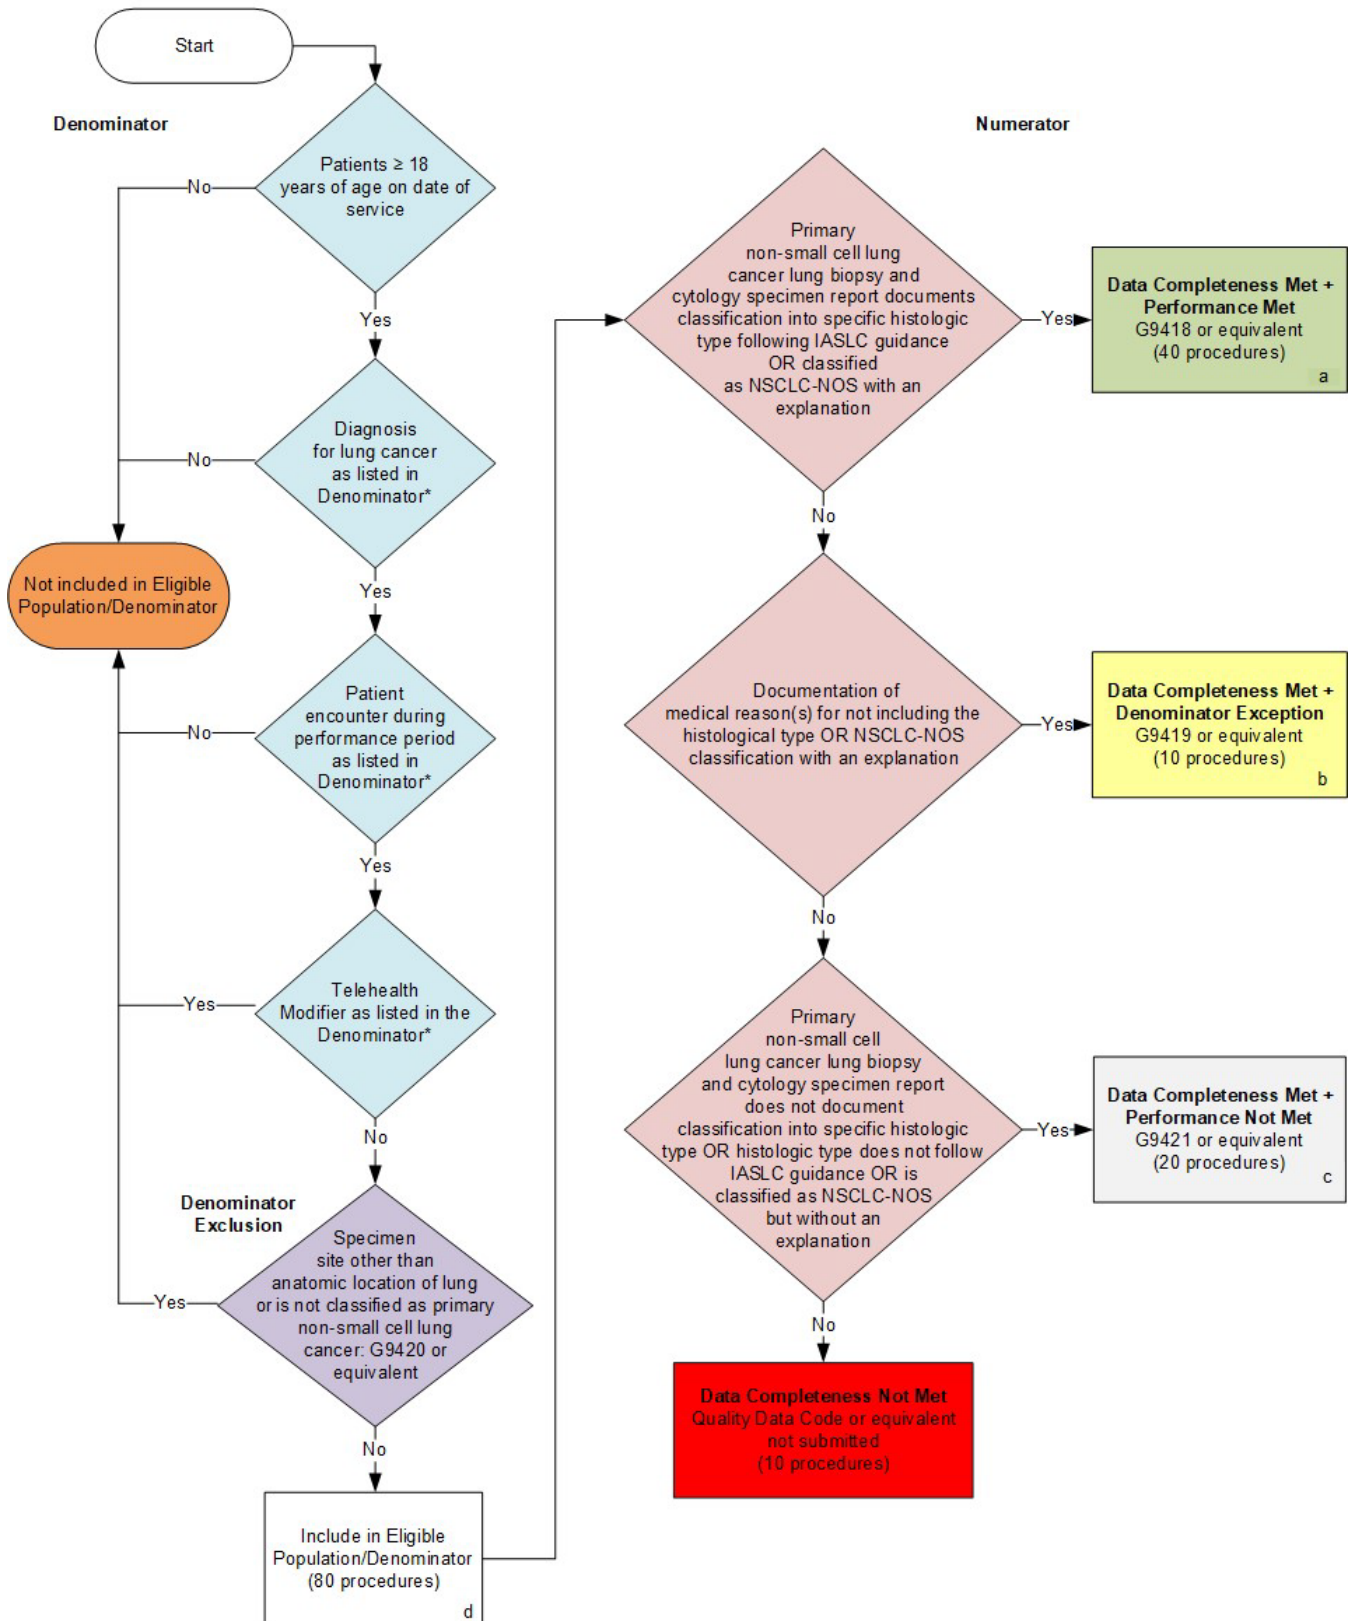 Start
Denominator
Patients ≥ 18
years of age on date of
service
No
Yes
Diagnosis
for lung cancer
as listed in
Denominator*
No
Not included in Eligible
Population/Denominator
Yes
Patient
encounter during
performance period
as listed in
Denominator*
No
Yes
Telehealth
Modifier as listed in the
Denominator*
Yes
No
Denominator
Exclusion
Specimen
site other than
anatomic location of lung
or is not classified as primary
non-small cell lung
cancer: G9420 or
equivalent
Yes
No
Include in Eligible
Population/Denominator
(80 procedures)
d
Numerator
Primary
non-small cell lung
cancer lung biopsy and
cytology specimen report documents
classification into specific histologic
type following IASLC guidance
OR classified
as NSCLC-NOS with an
explanation
Yes
Data Completeness Met +
Performance Met
G9418 or equivalent
(40 procedures)
a
No
Documentation of
medical reason(s) for not including the
histological type OR NSCLC-NOS
classification with an explanation
Yes
Data Completeness Met +
Denominator Exception
G9419 or equivalent
(10 procedures)
b
No
Primary
non-small cell
lung cancer lung biopsy
and cytology specimen report
does not document
classification into specific histologic
type OR histologic type does not follow
IASLC guidance OR is
classified as NSCLC-NOS
but without an
explanation
Yes
Data Completeness Met +
Performance Not Met
G9421 or equivalent
(20 procedures)
c
No
Data Completeness Not Met
Quality Data Code or equivalent
not submitted
(10 procedures)